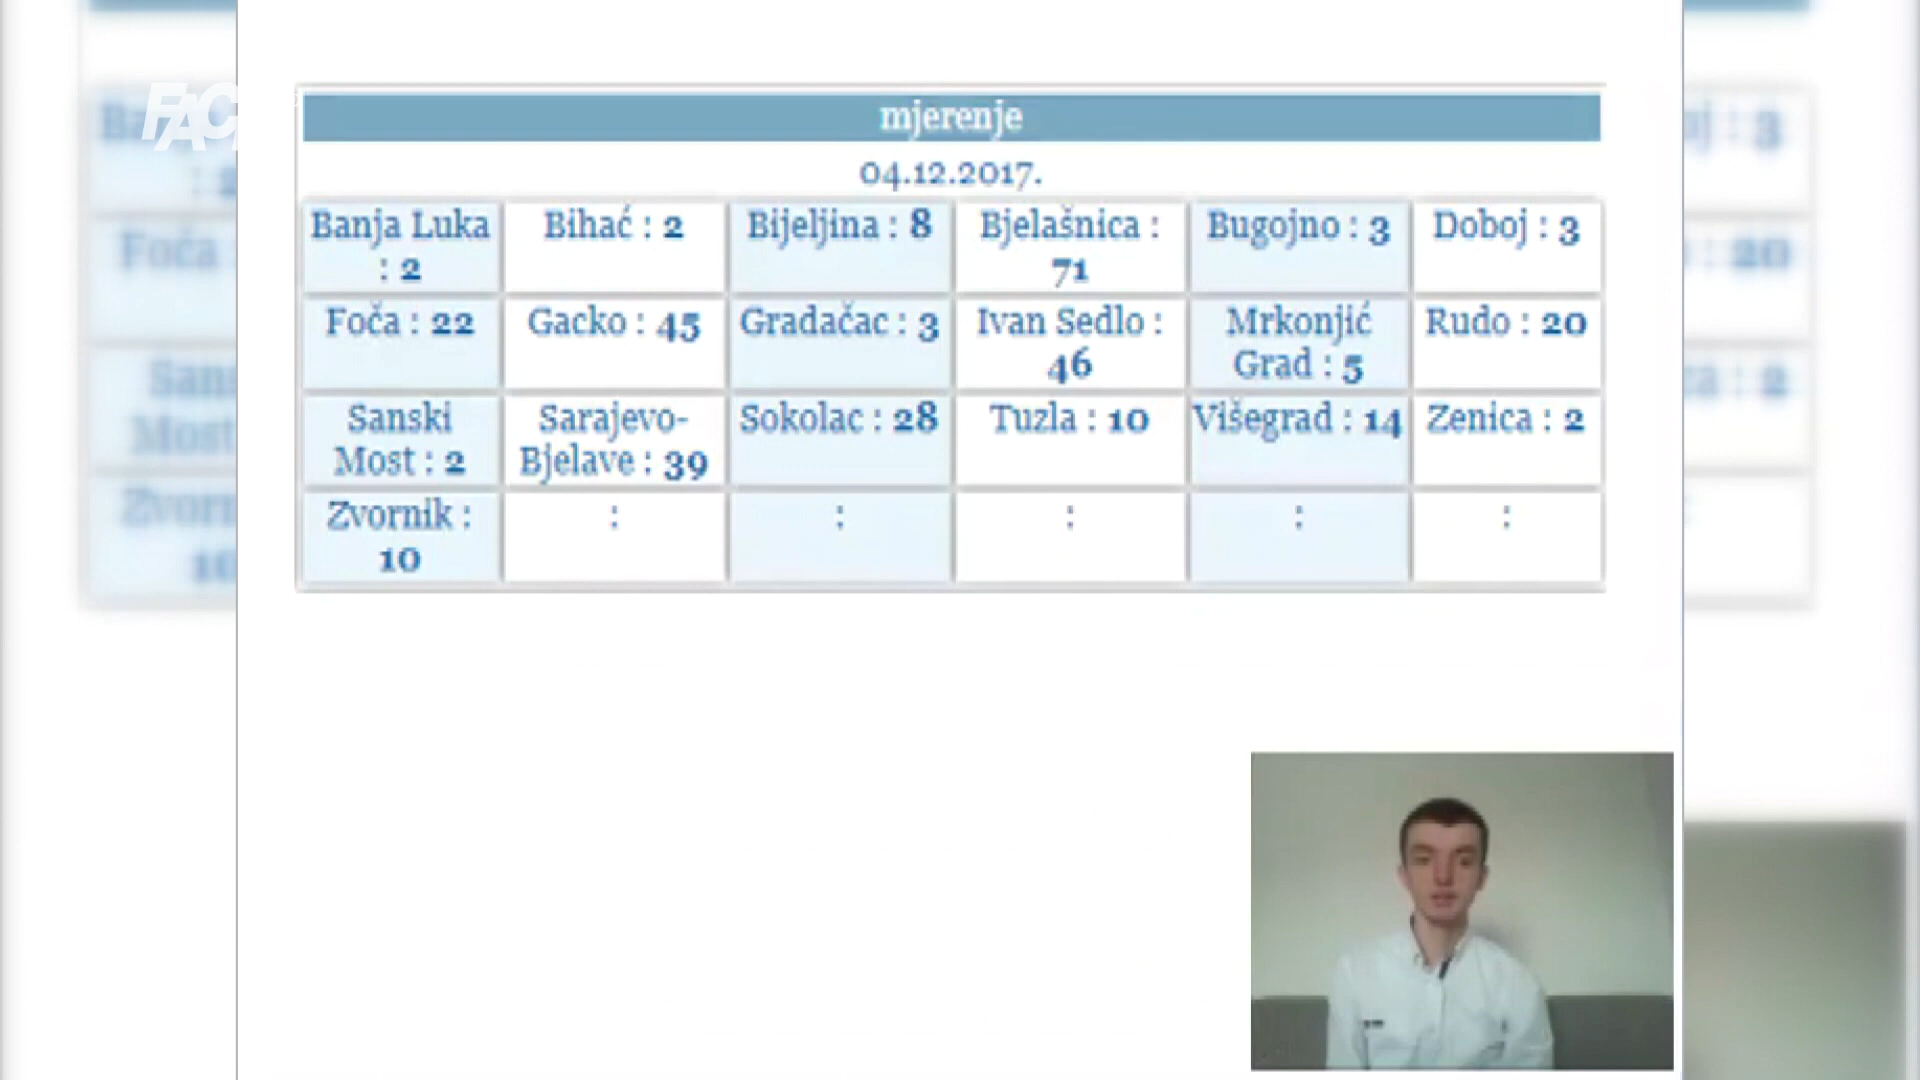 FAC
mjerenje
04.12.2017.
Banja Luka : 2
Bihać : 2
Bijeljina : 8
Bjelašnica : 71
Bugojno : 3
Doboj : 3
Foča : 22
Gacko : 45
Gradačac : 3
Ivan Sedlo : 46
Mrkonjić Grad : 5
Rudo : 20
Sanski Most : 2
Sarajevo-Bjelave : 39
Sokolac : 28
Tuzla : 10
Višegrad : 14
Zenica : 2
Zvornik : 10
:
:
:
:
: